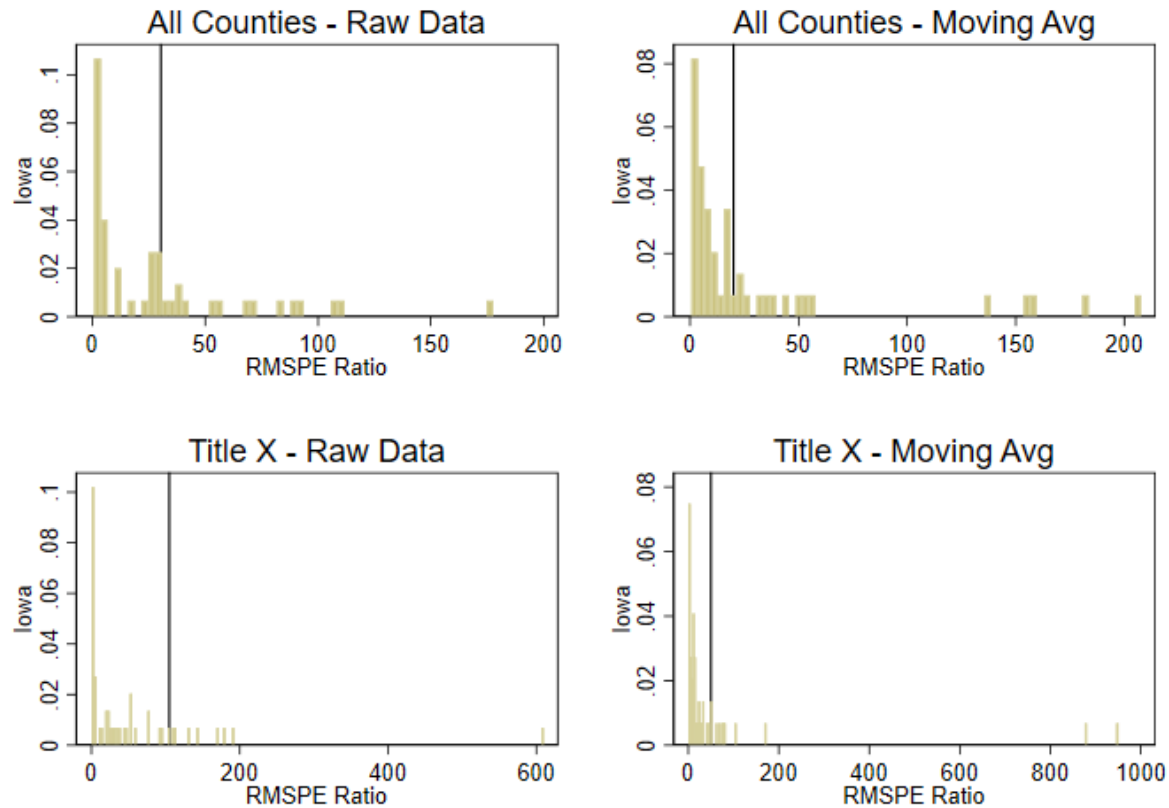 All Counties - Raw Data
Iowa
0 .02 .04 .06 .08 .1
0 50 100 150 200
RMSPE Ratio
All Counties - Moving Avg
Iowa
0 .02 .04 .06 .08
0 50 100 150 200
RMSPE Ratio
Title X - Raw Data
Iowa
0 .02 .04 .06 .08 .1
0 200 400 600
RMSPE Ratio
Title X - Moving Avg
Iowa
0 .02 .04 .06 .08
0 200 400 600 800 1000
RMSPE Ratio